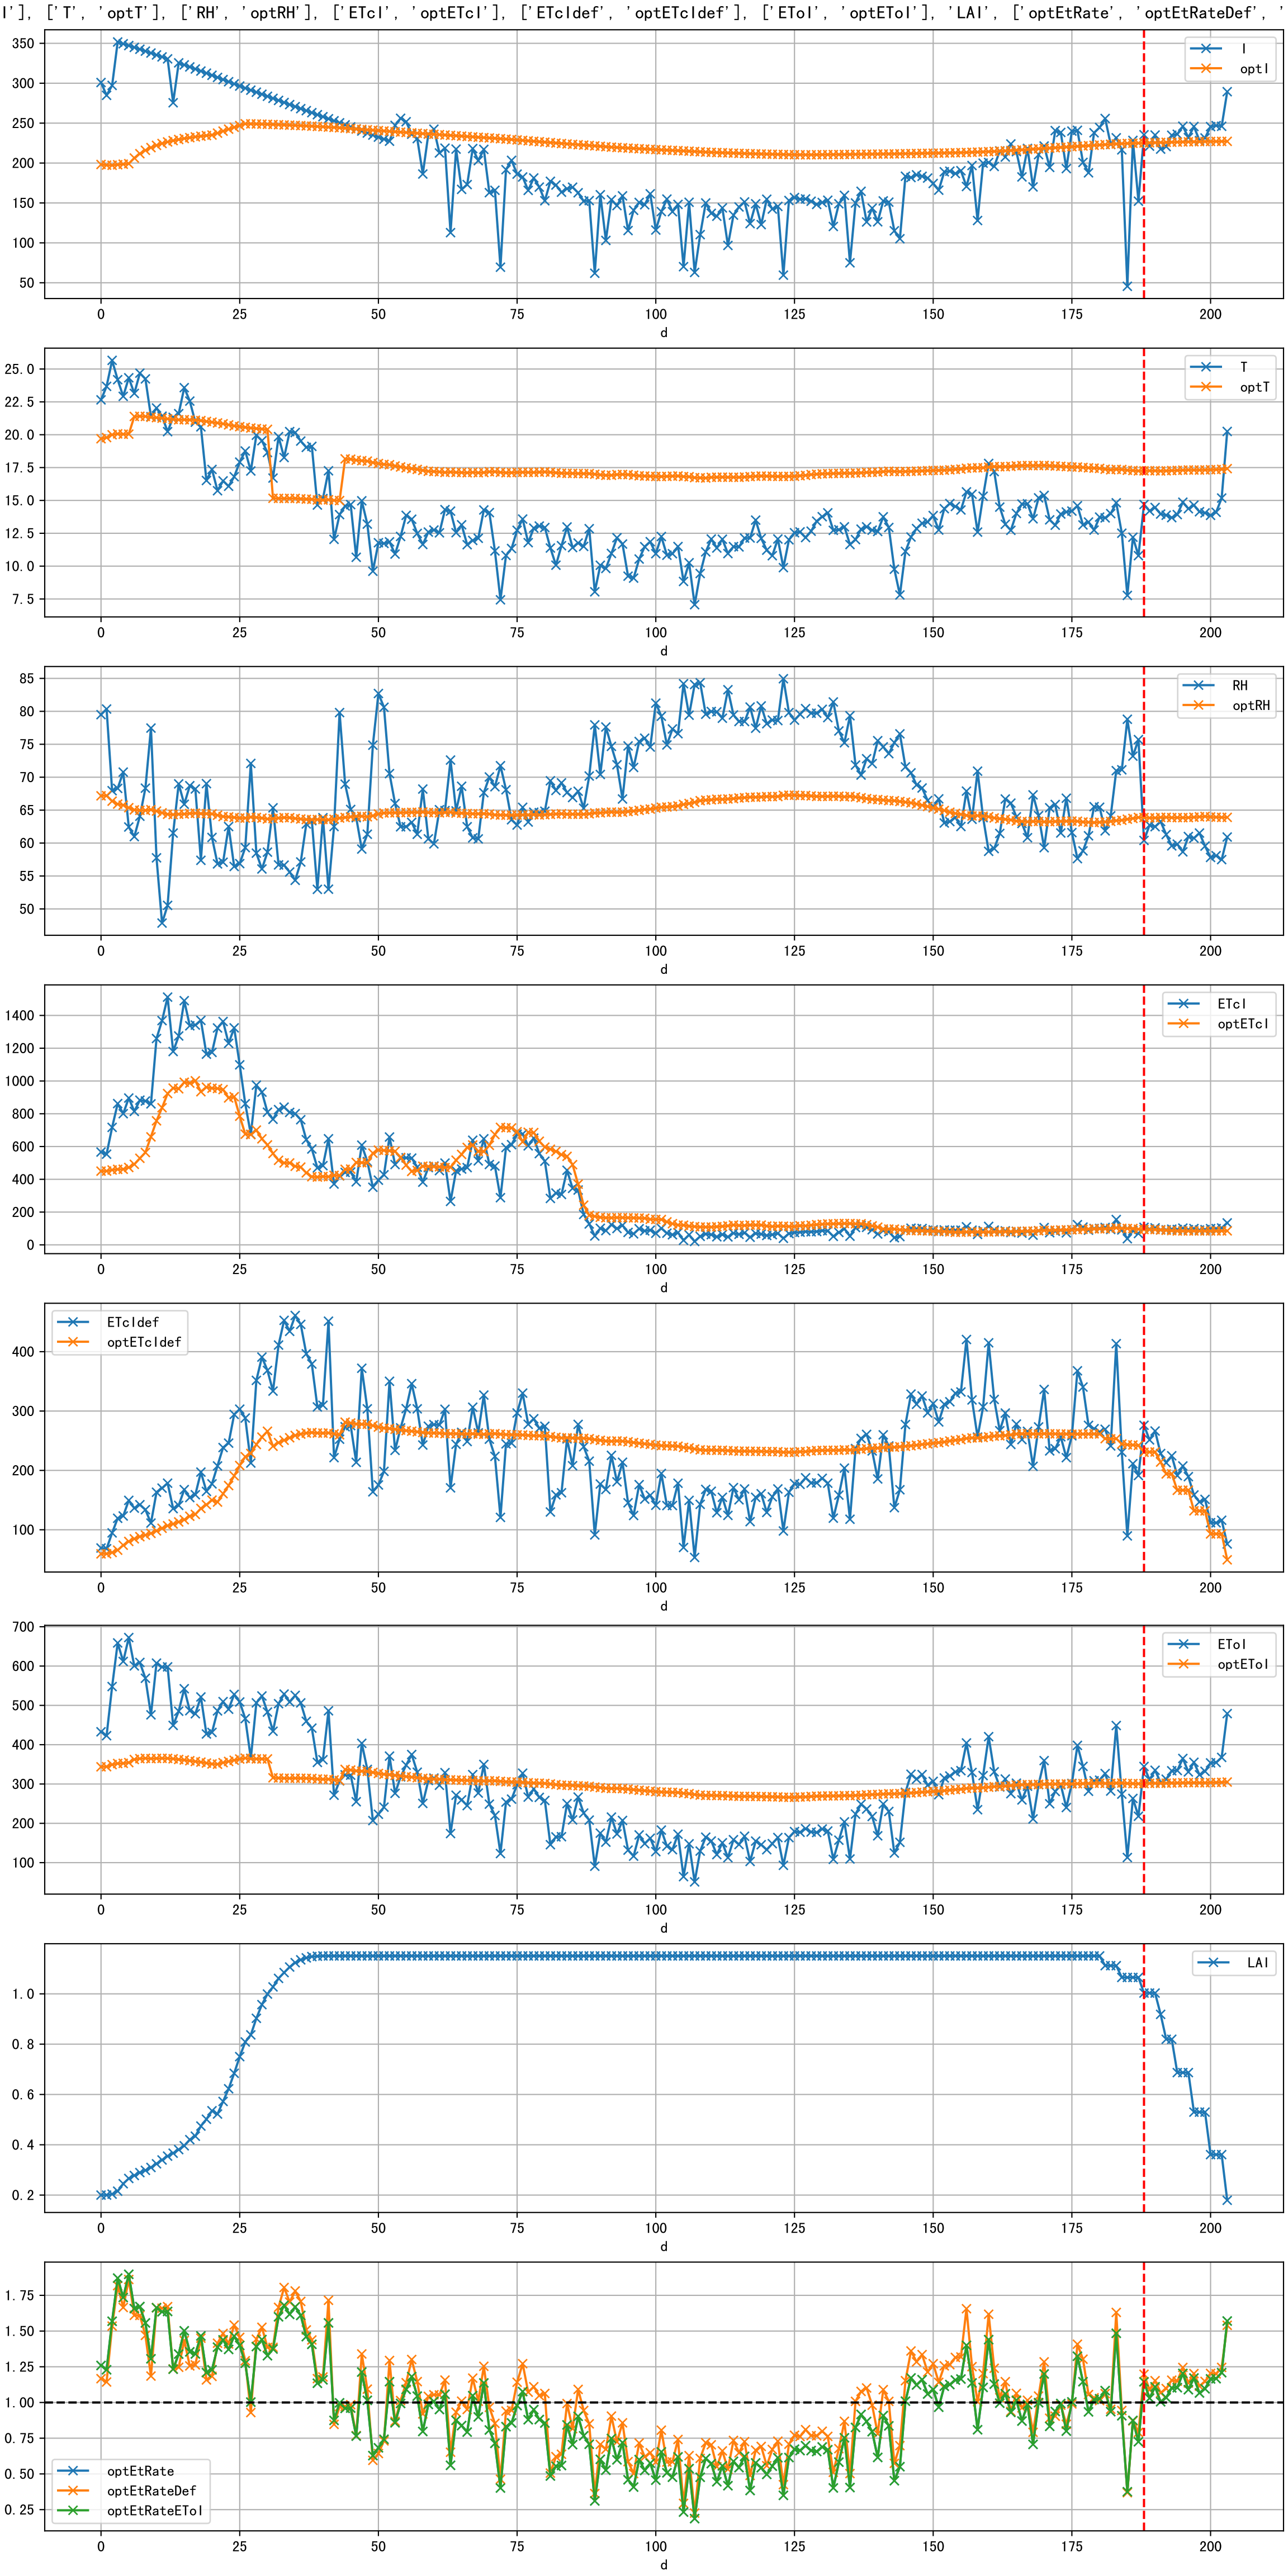 I'], ['T', 'optT'], ['RH', 'optRH'], ['ETcI', 'optETcI'], ['ETcIdef', 'optETcIdef'], ['EToI', 'optEToI'], 'LAI', ['optEtRate', 'optEtRateDef', '
350
300
250
200
150
100
50
I
optI
0 25 50 75 100 125 150 175 200
d
25.0
22.5
20.0
17.5
15.0
12.5
10.0
7.5
T
optT
0 25 50 75 100 125 150 175 200
d
85
80
75
70
65
60
55
50
RH
optRH
0 25 50 75 100 125 150 175 200
d
1400
1200
1000
800
600
400
200
0
ETcI
optETcI
0 25 50 75 100 125 150 175 200
d
400
300
200
100
ETcIdef
optETcIdef
0 25 50 75 100 125 150 175 200
d
700
600
500
400
300
200
100
EToI
optEToI
0 25 50 75 100 125 150 175 200
d
1.0
0.8
0.6
0.4
0.2
LAI
0 25 50 75 100 125 150 175 200
d
1.75
1.50
1.25
1.00
0.75
0.50
0.25
optEtRate
optEtRateDef
optEtRateEToI
0 25 50 75 100 125 150 175 200
d